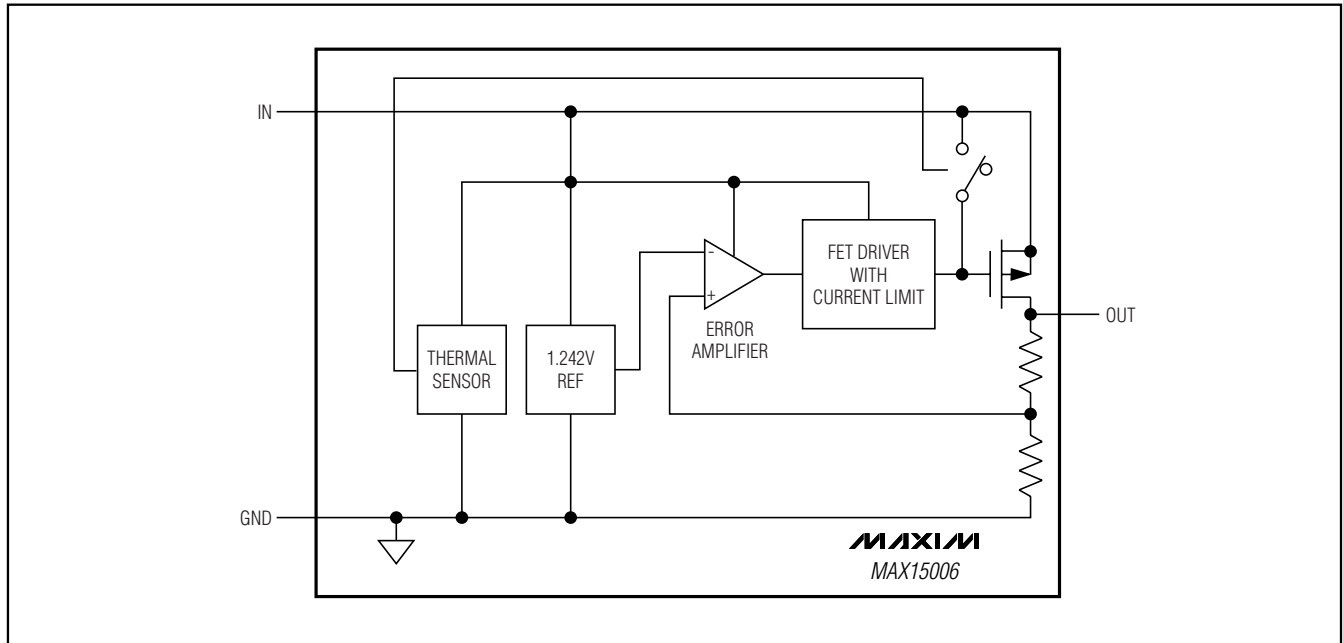 IN
FET DRIVER
WITH
CURRENT LIMIT
-
+
ERROR
AMPLIFIER
OUT
THERMAL
SENSOR
1.242V
REF
GND
MAXIM
MAX15006